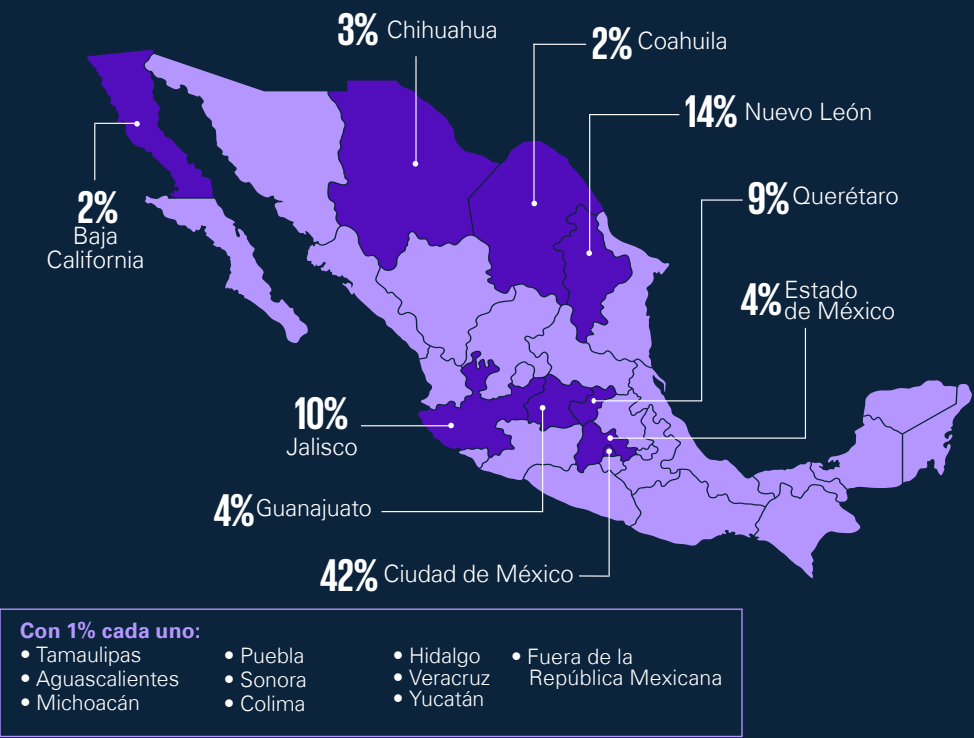 3% Chihuahua
2% Coahuila
14% Nuevo León
9% Querétaro
2%
Baja
California
4% Estado
de México
10%
Jalisco
4% Guanajuato
42% Ciudad de México
Con 1% cada uno:
• Tamaulipas
• Aguascalientes
• Michoacán
• Puebla
• Sonora
• Colima
• Hidalgo
• Veracruz
• Yucatán
• Fuera de la
República Mexicana